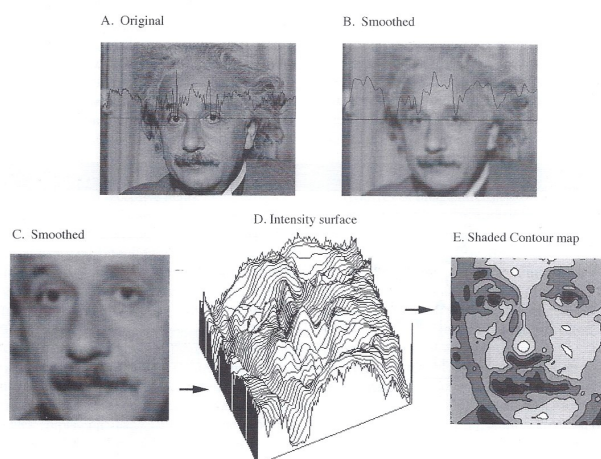 A. Original
B. Smoothed
C. Smoothed
D. Intensity surface
E. Shaded Contour map